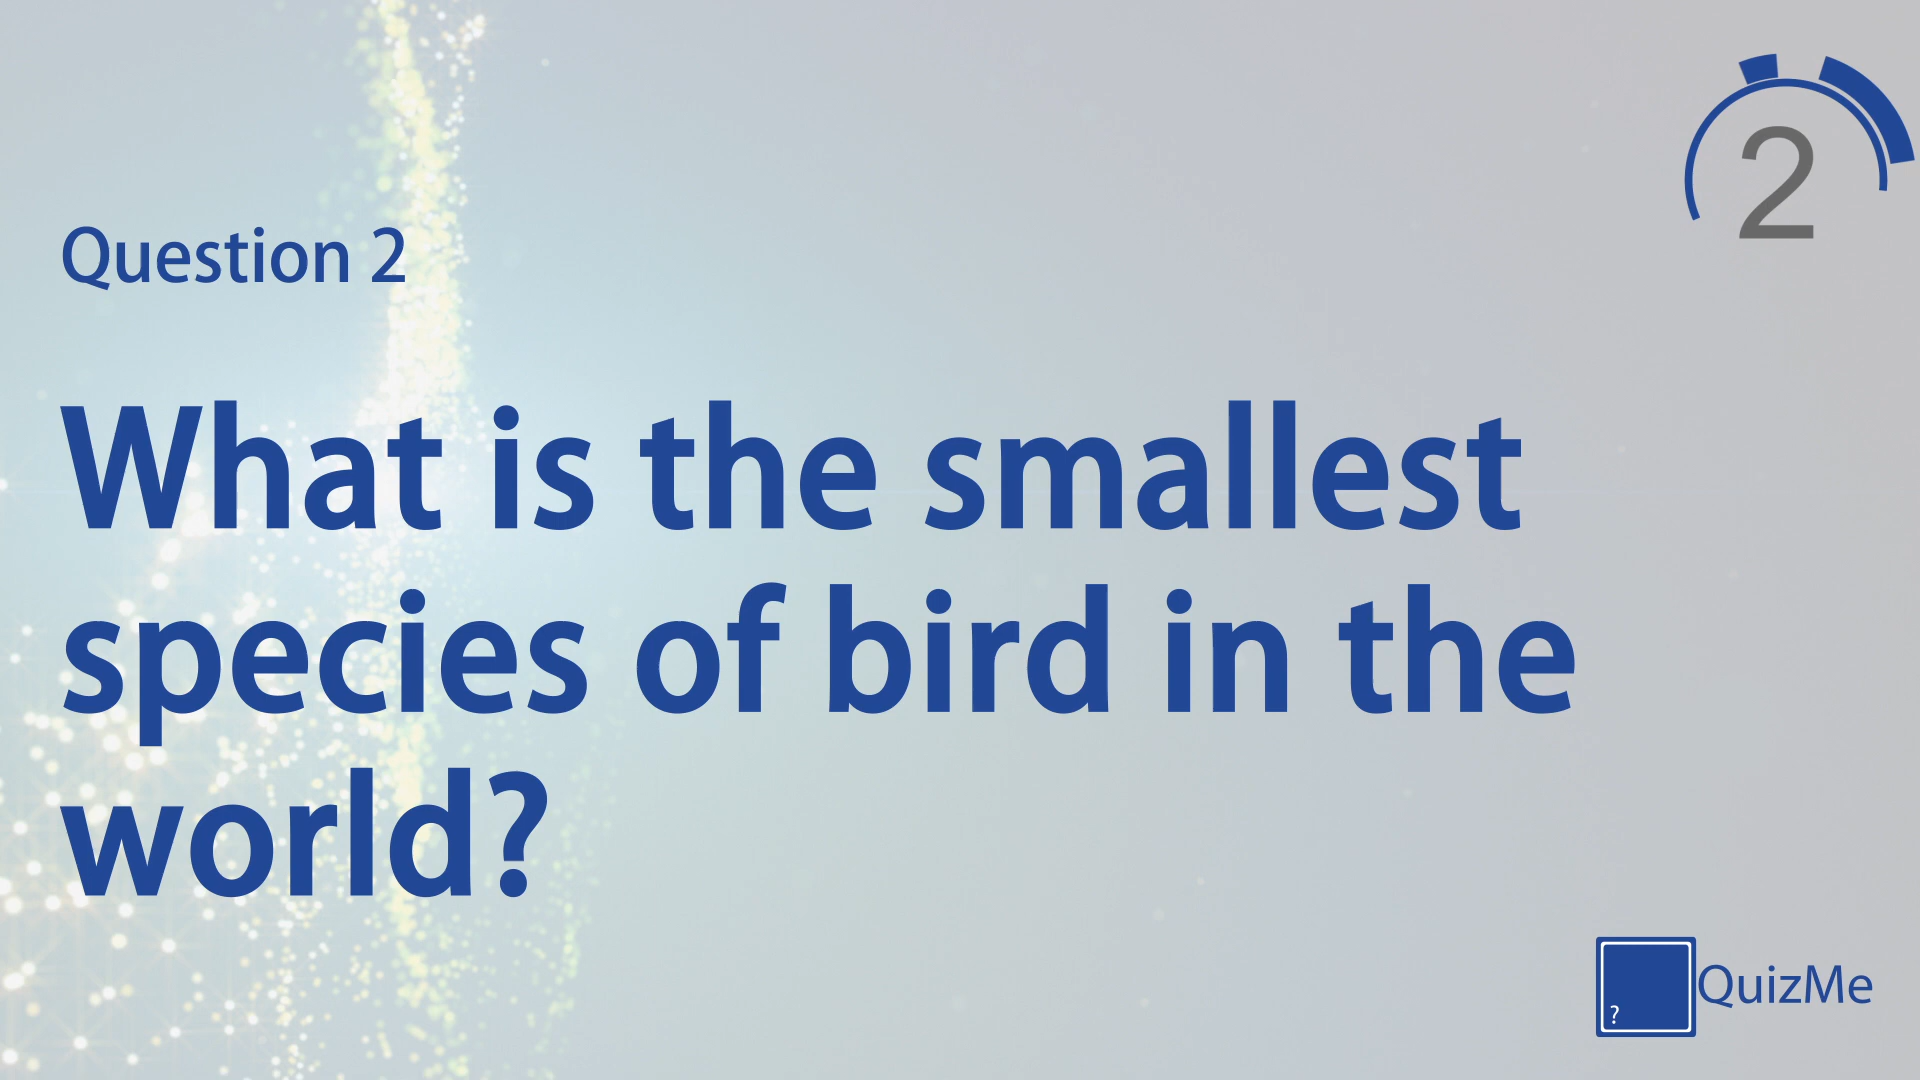 2
Question 2
What is the smallest
species of bird in the
world?
?
QuizMe